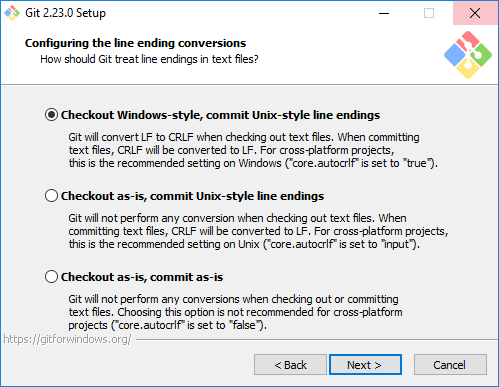 Git 2.23.0 Setup
Configuring the line ending conversions
How should Git treat line endings in text files?
Checkout Windows-style, commit Unix-style line endings
Git will convert LF to CRLF when checking out text files. When committing
text files, CRLF will be converted to LF. For cross-platform projects,
this is the recommended setting on Windows ("core.autocrlf" is set to "true").
Checkout as-is, commit Unix-style line endings
Git will not perform any conversion when checking out text files. When
committing text files, CRLF will be converted to LF. For cross-platform projects,
this is the recommended setting on Unix ("core.autocrlf" is set to "input").
Checkout as-is, commit as-is
Git will not perform any conversions when checking out or committing
text files. Choosing this option is not recommended for cross-platform
projects ("core.autocrlf" is set to "false").
https://gitforwindows.org/
< Back
Next >
Cancel